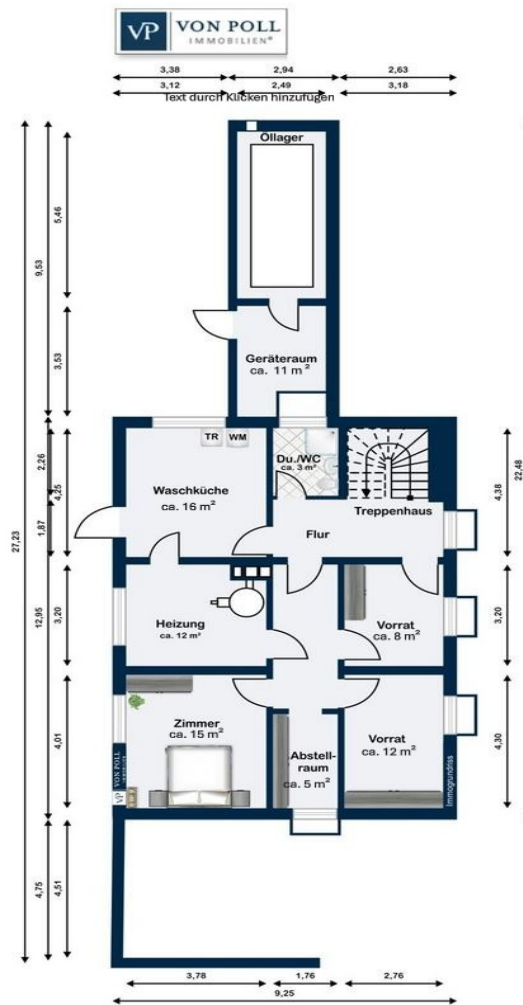 VP VON POLL
IMMOBILIEN®
3,38 2,94 2,63
3,12 2,49 3,18
Text durch Klicken hinzufügen
Öllager
5,46
9,53
3,53
Geräteraum
ca. 11 m²
TR WM
Du./WC
ca. 3 m²
2,26
4,25
Waschküche
ca. 16 m²
4,38
22,48
Treppenhaus
1,87
Flur
27,23
12,95
3,20
Heizung
ca. 12 m²
Vorrat
ca. 8 m²
3,20
4,01
Zimmer
ca. 15 m²
Abstell-
raum
ca. 5 m²
Vorrat
ca. 12 m²
4,30
VP VON POLL
Immogrundriss
4,75
4,51
3,78 1,76 2,76
9,25